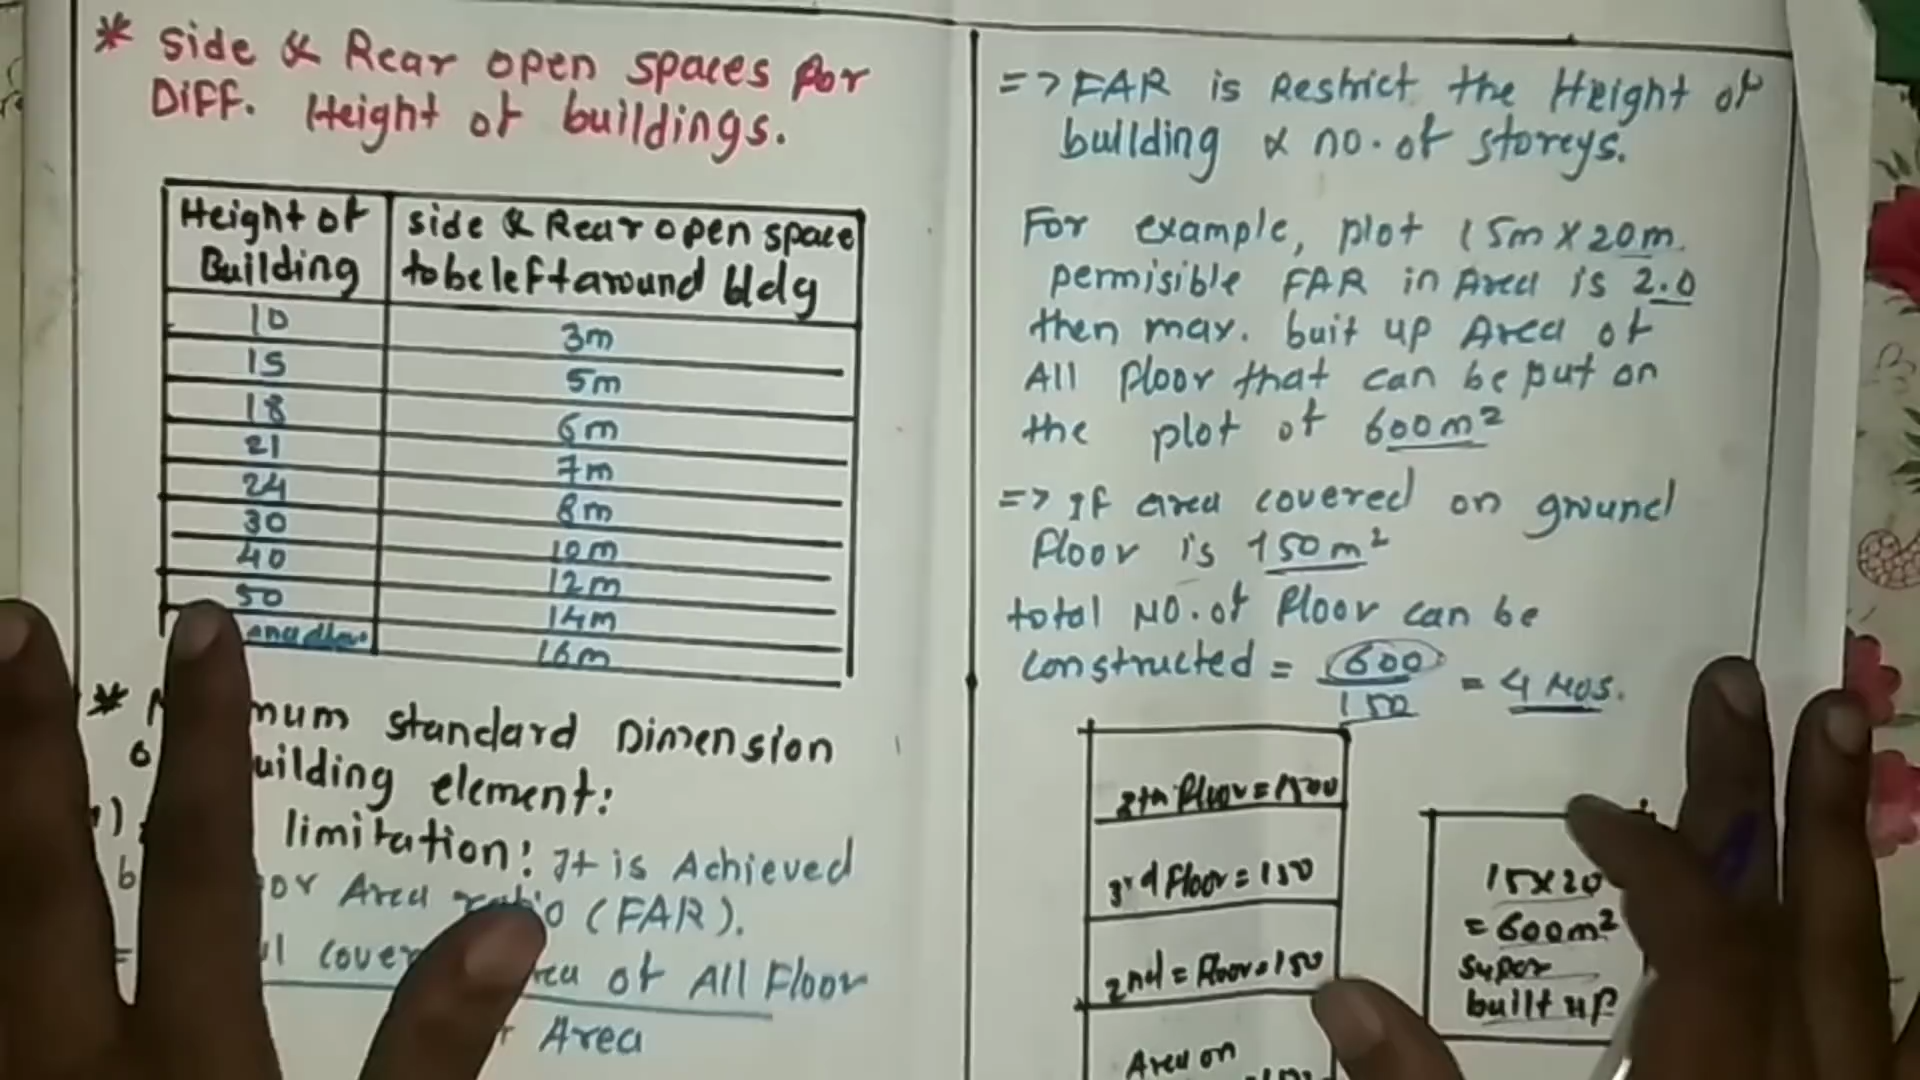 * Side & Rear open spaces for
Diff. Height of buildings.
Height of Building | side & Rear open space to be left around bldg
10 | 3m
15 | 5m
18 | 6m
21 | 7m
24 | 8m
30 | 10m
40 | 12m
50 | 14m
16m
* mum standard Dimension
uilding element:
limitation: It is Achieved
b or Area ratio (FAR).
= l cover ea of All Floor
Area
=> FAR is Restrict the Height of
building & no. of storeys.
For example, plot 15m x 20m.
permisible FAR in Area is 2.0
then may. buit up Area of
All floor that can be put on
the plot of 600m²
=> If area covered on ground
floor is 150m²
total NO. of floor can be
constructed = 600/150 = 4 Nos.
3rd Floor = 150
2nd = Floor = 150
Area on
15x20
= 600m²
super
built up